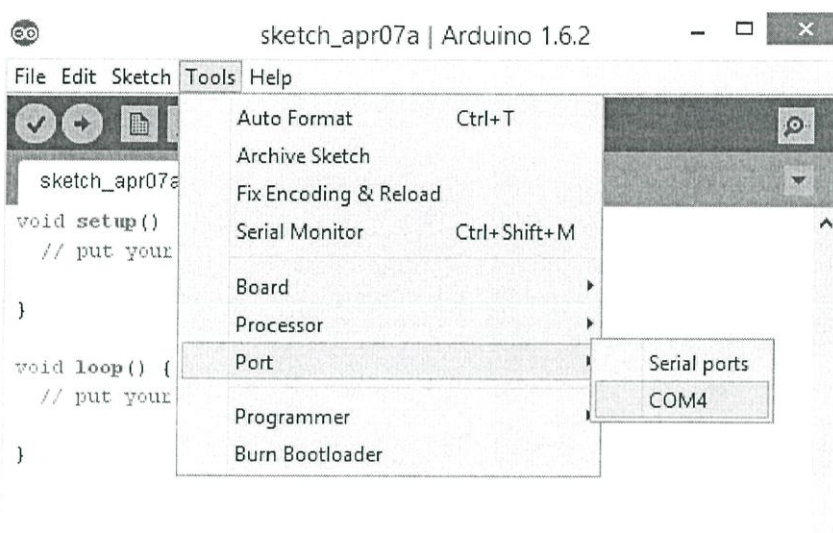 sketch_apr07a | Arduino 1.6.2
File Edit Sketch Tools Help
Auto Format Ctrl+T
Archive Sketch
sketch_apr07a
Fix Encoding & Reload
void setup()
Serial Monitor Ctrl+Shift+M
// put your
Board
}
Processor
Port
Serial ports
void loop() {
COM4
// put your
Programmer
}
Burn Bootloader